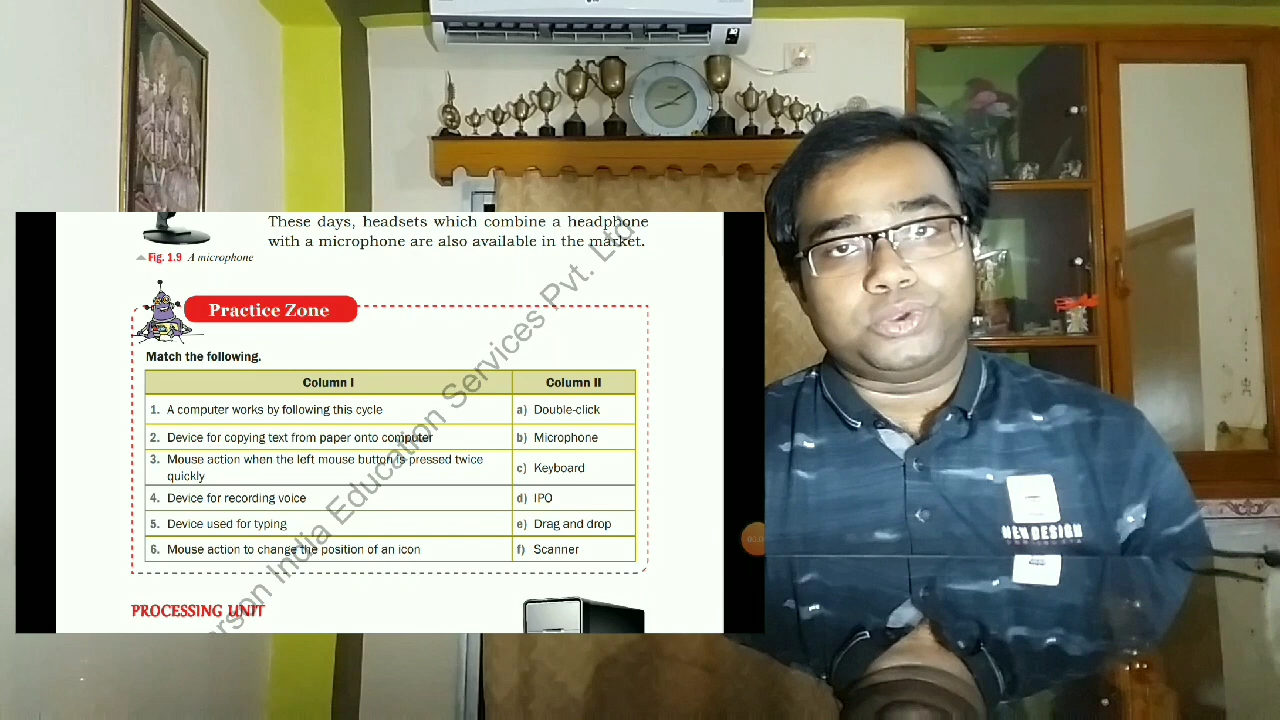 These days, headsets which combine a headphone
with a microphone are also available in the market.
Fig. 1.9 A microphone
Practice Zone
Match the following.
Column I Column II
1. A computer works by following this cycle a) Double-click
2. Device for copying text from paper onto computer b) Microphone
3. Mouse action when the left mouse button is pressed twice
quickly c) Keyboard
4. Device for recording voice d) IPO
5. Device used for typing e) Drag and drop
6. Mouse action to change the position of an icon f) Scanner
PROCESSING UNIT
India Education Services Pvt. Ltd
NEW DESIGN